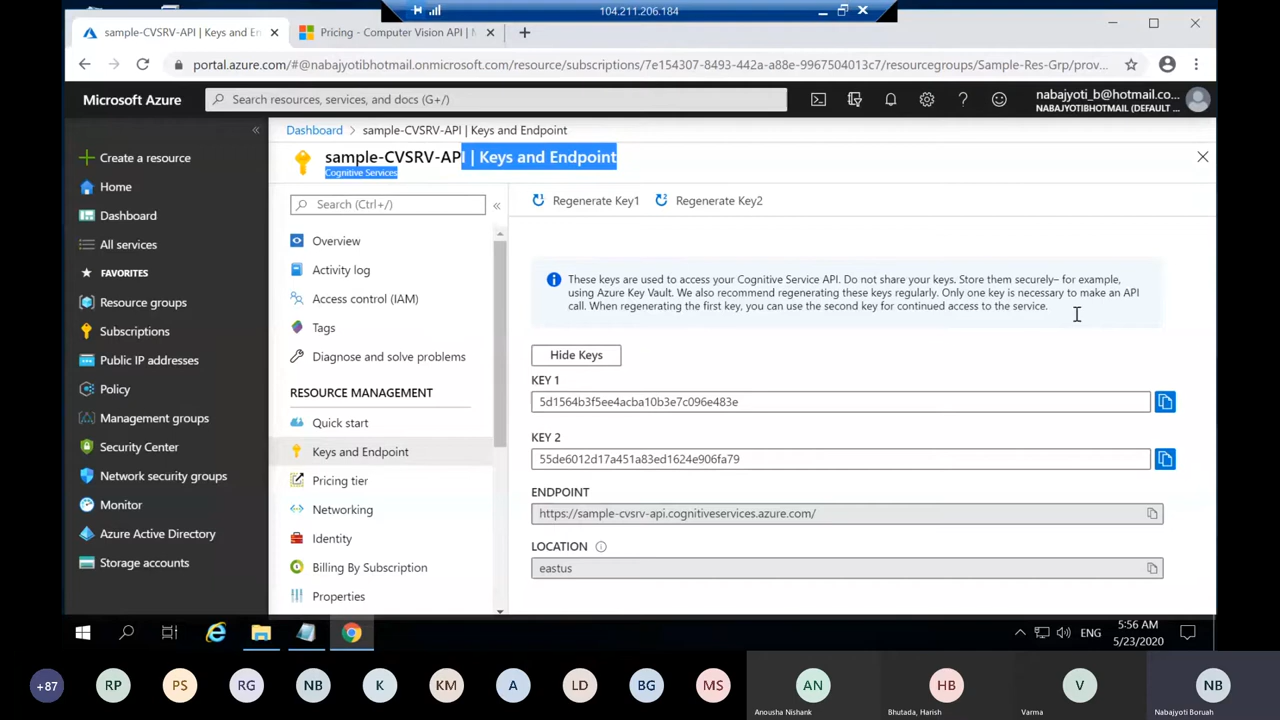 104.211.206.184
sample-CVSRV-API | Keys and En
Pricing - Computer Vision API |
portal.azure.com/#@nabajyotibhotmail.onmicrosoft.com/resource/subscriptions/7e154307-8493-442a-a88e-9967504013c7/resourcegroups/Sample-Res-Grp/prov...
Microsoft Azure
Search resources, services, and docs (G+/)
nabajyoti_b@hotmail.co...
NABAJYOTIBHOTMAIL (DEFAULT ...
Dashboard > sample-CVSRV-API | Keys and Endpoint
sample-CVSRV-API | Keys and Endpoint
Cognitive Services
Create a resource
Home
Dashboard
All services
FAVORITES
Resource groups
Subscriptions
Public IP addresses
Policy
Management groups
Security Center
Network security groups
Monitor
Azure Active Directory
Storage accounts
Search (Ctrl+/)
Overview
Activity log
Access control (IAM)
Tags
Diagnose and solve problems
RESOURCE MANAGEMENT
Quick start
Keys and Endpoint
Pricing tier
Networking
Identity
Billing By Subscription
Properties
Regenerate Key1
Regenerate Key2
These keys are used to access your Cognitive Service API. Do not share your keys. Store them securely– for example,
using Azure Key Vault. We also recommend regenerating these keys regularly. Only one key is necessary to make an API
call. When regenerating the first key, you can use the second key for continued access to the service.
Hide Keys
KEY 1
5d1564b3f5ee4acba10b3e7c096e483e
KEY 2
55de6012d17a451a83ed1624e906fa79
ENDPOINT
https://sample-cvsrv-api.cognitiveservices.azure.com/
LOCATION
eastus
ENG
5:56 AM
5/23/2020
+87
RP
PS
RG
NB
K
KM
A
LD
BG
MS
AN
HB
V
NB
Anousha Nishank
Bhutada, Harish
Varma
Nabajyoti Boruah